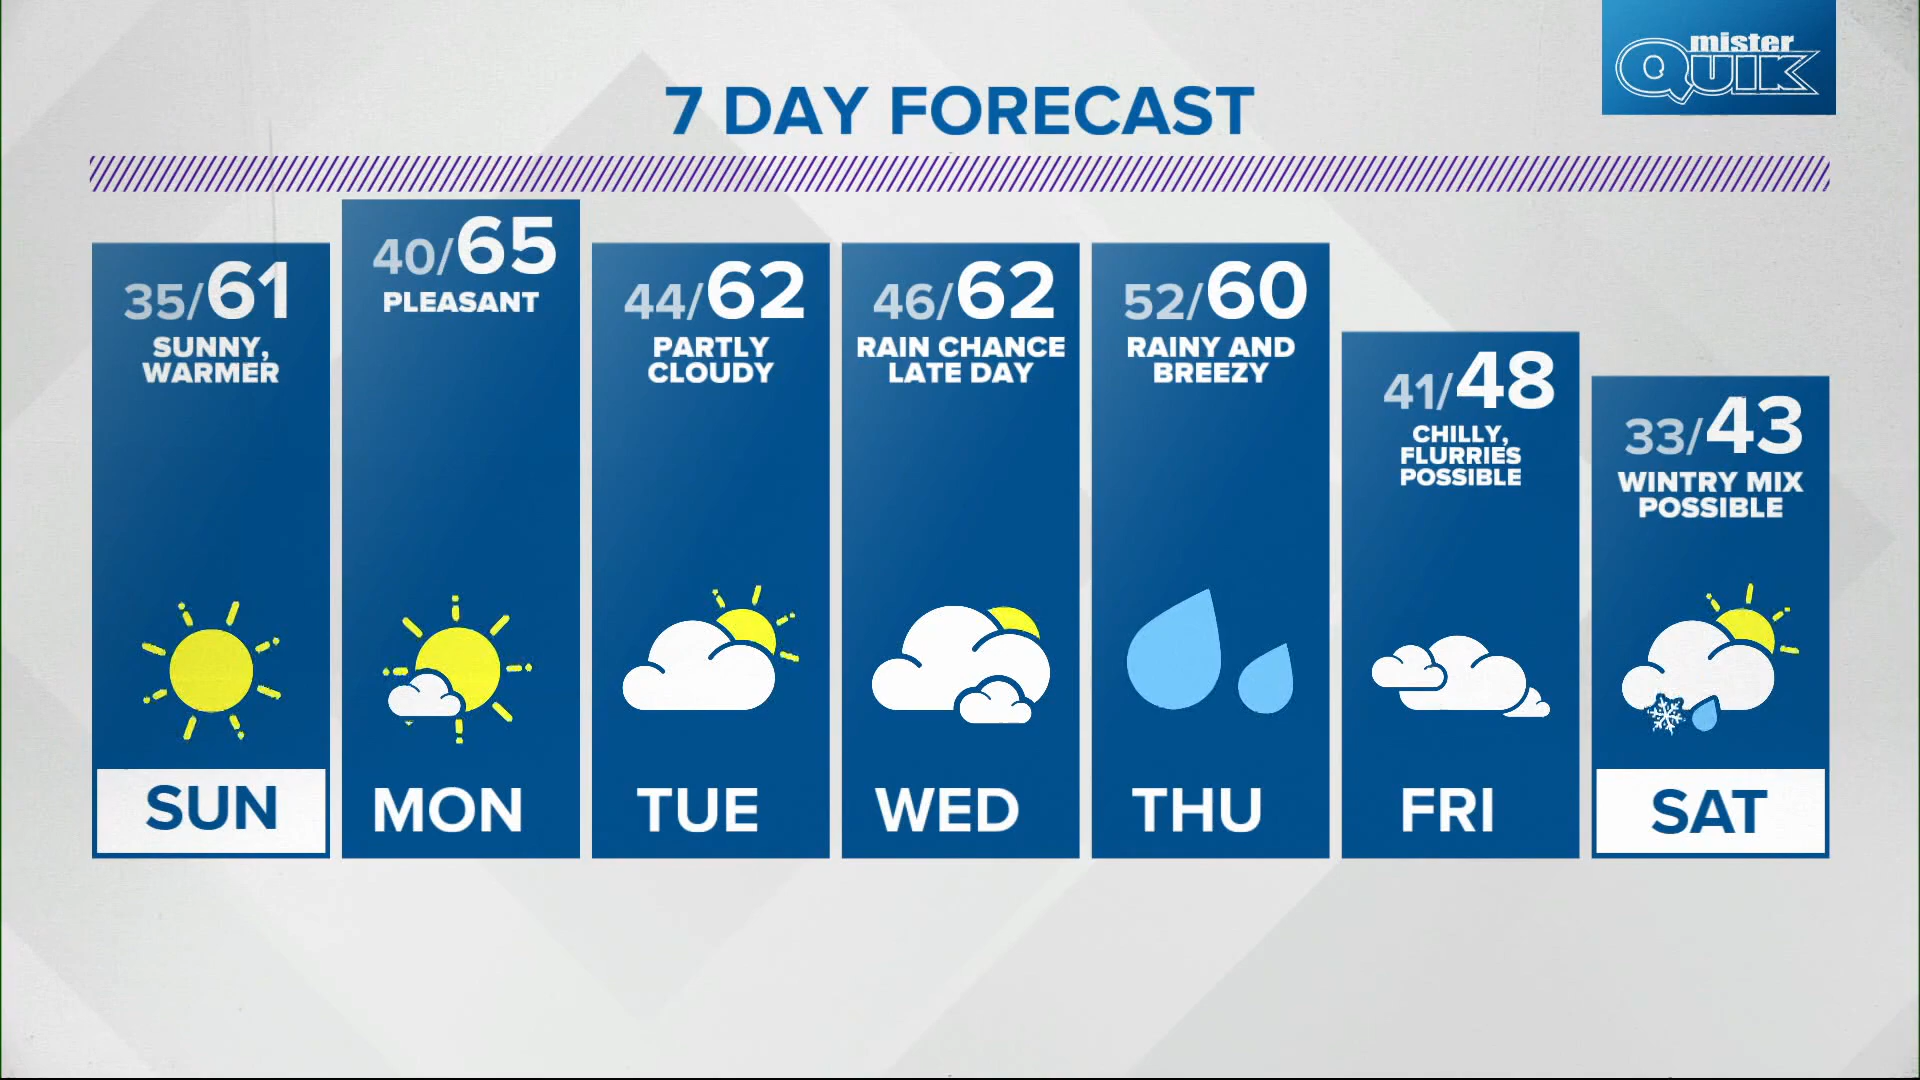 mister
QUIK
7 DAY FORECAST
35/61
SUNNY,
WARMER
SUN
40/65
PLEASANT
MON
44/62
PARTLY
CLOUDY
TUE
46/62
RAIN CHANCE
LATE DAY
WED
52/60
RAINY AND
BREEZY
THU
41/48
CHILLY,
FLURRIES
POSSIBLE
FRI
33/43
WINTRY MIX
POSSIBLE
SAT